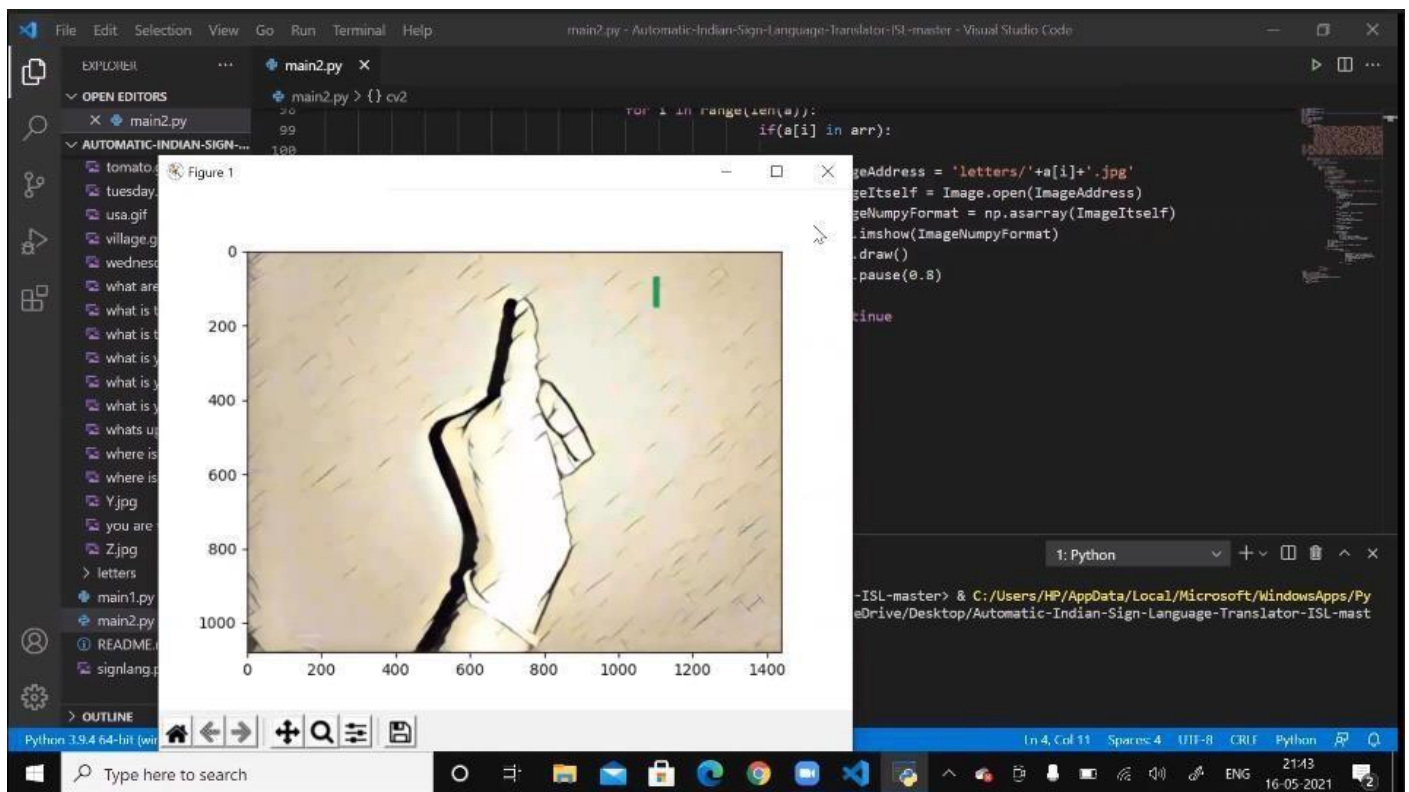 File Edit Selection View Go Run Terminal Help
main2.py - Automatic-Indian-Sign-Language-Translator-ISL-master - Visual Studio Code
EXPLORER ...
main2.py ×
OPEN EDITORS
main2.py > {} cv2
× main2.py
for i in range(len(a)):
99 if(a[i] in arr):
AUTOMATIC-INDIAN-SIGN-...
100
tomato.
Figure 1
geAddress = 'letters/'+a[i]+'.jpg'
tuesday.
geItself = Image.open(ImageAddress)
usa.gif
geNumpyFormat = np.asarray(ImageItself)
village.g
.imshow(ImageNumpyFormat)
wednesd
.draw()
what are
.pause(0.8)
what is t
tinue
what is t
what is y
what is y
what is y
whats up
where is
where is
Y.jpg
you are
Z.jpg
letters
main1.py
main2.py
README.
signlang.p
OUTLINE
0
200
400
600
800
1000
0 200 400 600 800 1000 1200 1400
I
1: Python
-ISL-master> & C:/Users/HP/AppData/Local/Microsoft/WindowsApps/Py
eDrive/Desktop/Automatic-Indian-Sign-Language-Translator-ISL-mast
Python 3.9.4 64-bit (wir
Ln 4, Col 11 Spaces: 4 UTF-8 CRLF Python
Type here to search
ENG
21:43
16-05-2021
2